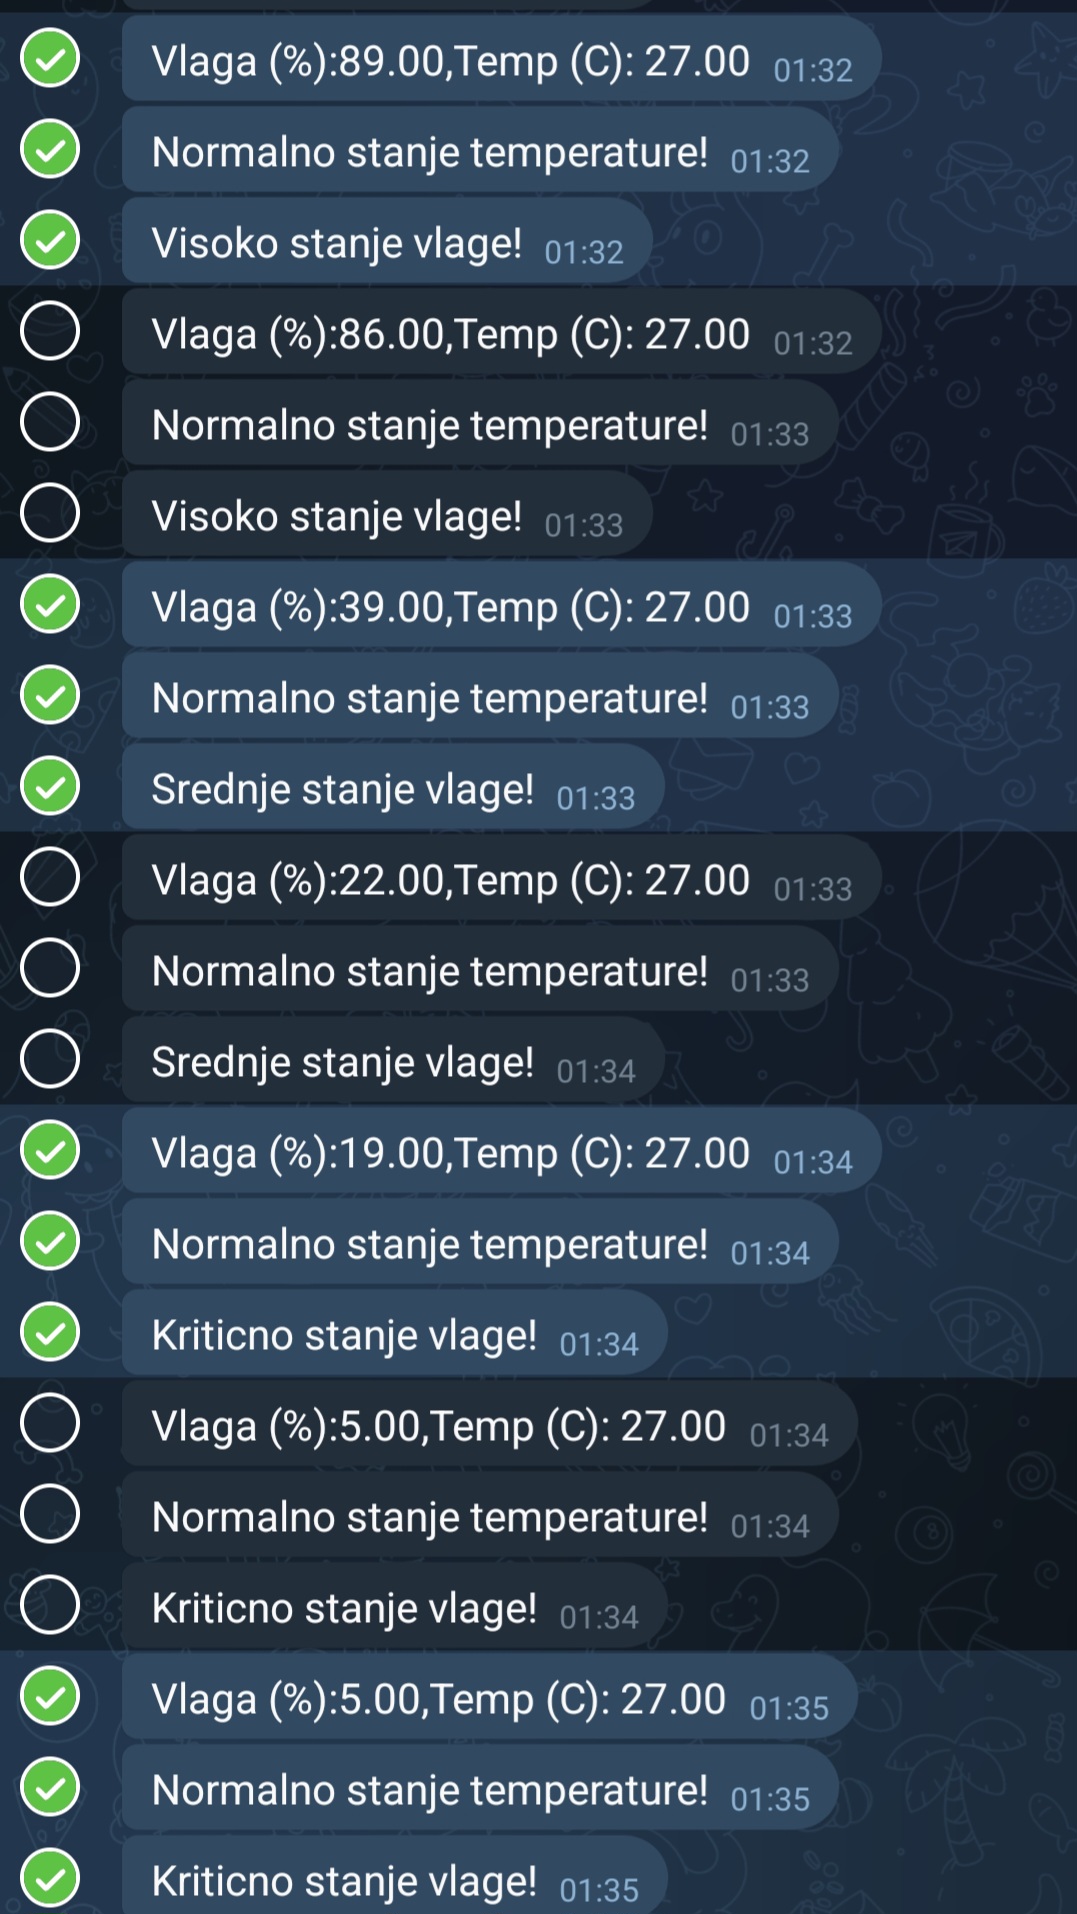 Vlaga (%):89.00,Temp (C): 27.00 01:32
Normalno stanje temperature! 01:32
Visoko stanje vlage! 01:32
Vlaga (%):86.00,Temp (C): 27.00 01:32
Normalno stanje temperature! 01:33
Visoko stanje vlage! 01:33
Vlaga (%):39.00,Temp (C): 27.00 01:33
Normalno stanje temperature! 01:33
Srednje stanje vlage! 01:33
Vlaga (%):22.00,Temp (C): 27.00 01:33
Normalno stanje temperature! 01:33
Srednje stanje vlage! 01:34
Vlaga (%):19.00,Temp (C): 27.00 01:34
Normalno stanje temperature! 01:34
Kriticno stanje vlage! 01:34
Vlaga (%):5.00,Temp (C): 27.00 01:34
Normalno stanje temperature! 01:34
Kriticno stanje vlage! 01:34
Vlaga (%):5.00,Temp (C): 27.00 01:35
Normalno stanje temperature! 01:35
Kriticno stanje vlage! 01:35